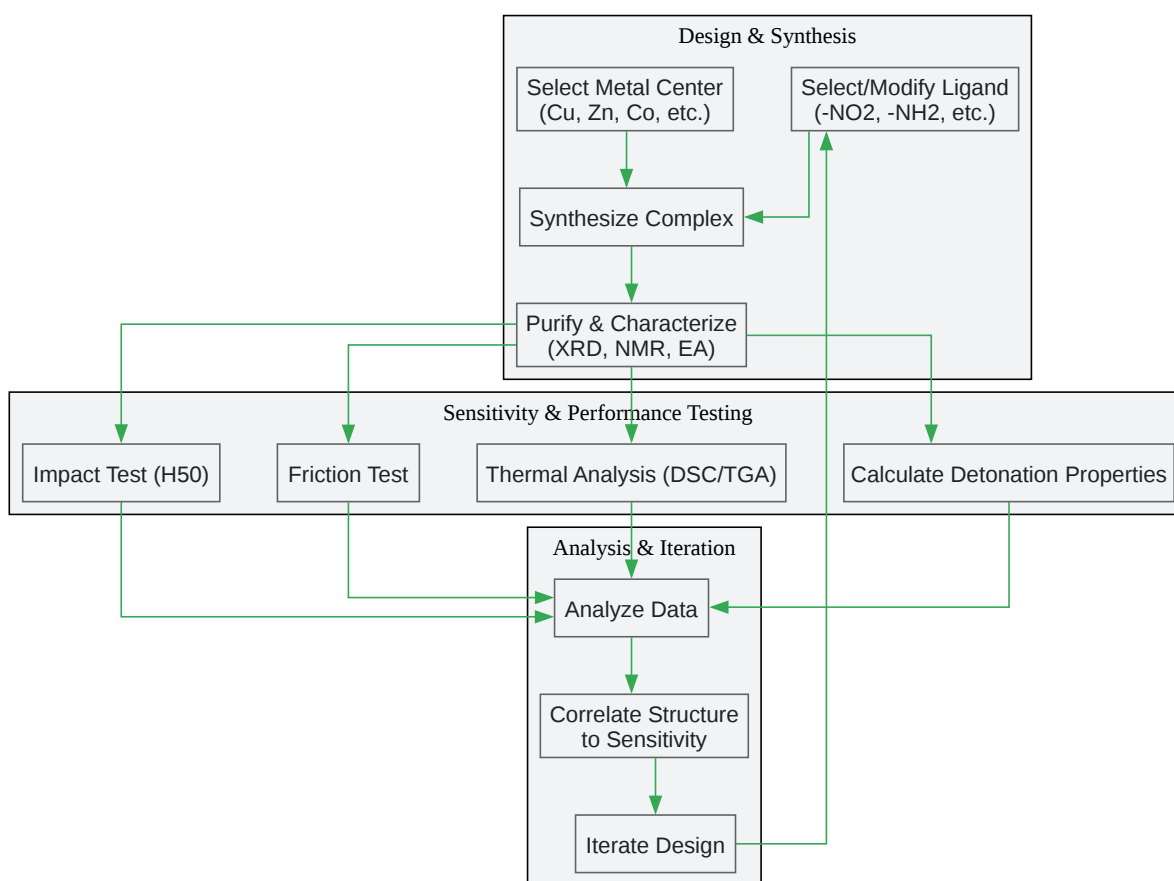 Design & Synthesis
Select Metal Center
(Cu, Zn, Co, etc.)
Select/Modify Ligand
(-NO2, -NH2, etc.)
Synthesize Complex
Purify & Characterize
(XRD, NMR, EA)
Sensitivity & Performance Testing
Impact Test (H50)
Friction Test
Thermal Analysis (DSC/TGA)
Calculate Detonation Properties
Analysis & Iteration
Analyze Data
Correlate Structure
to Sensitivity
Iterate Design